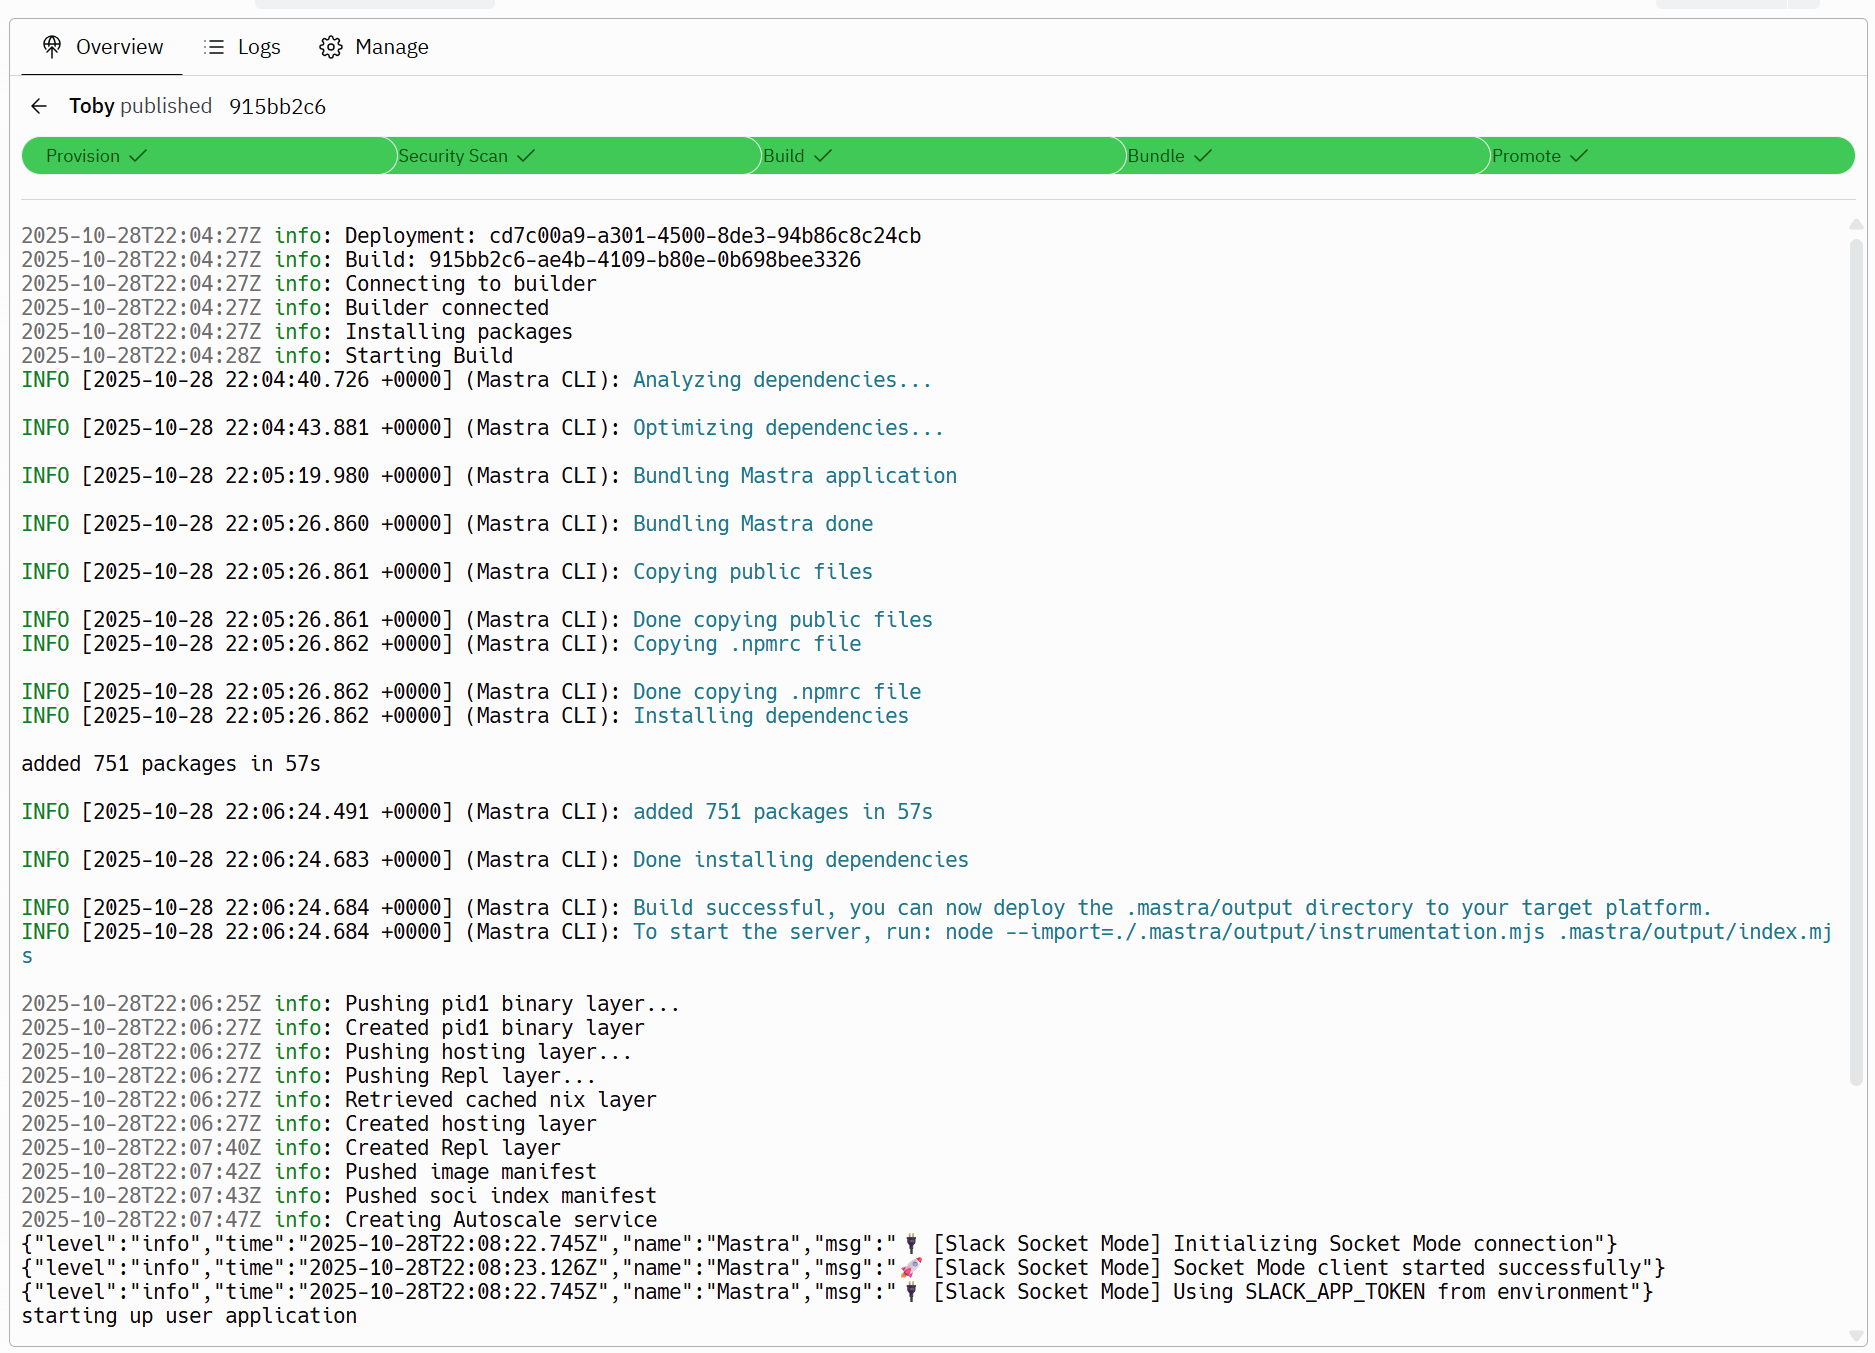 Overview Logs Manage
Toby published 915bb2c6
Provision Security Scan Build Bundle Promote
2025-10-28T22:04:27Z info: Deployment: cd7c00a9-a301-4500-8de3-94b86c8c24cb
2025-10-28T22:04:27Z info: Build: 915bb2c6-ae4b-4109-b80e-0b698bee3326
2025-10-28T22:04:27Z info: Connecting to builder
2025-10-28T22:04:27Z info: Builder connected
2025-10-28T22:04:27Z info: Installing packages
2025-10-28T22:04:28Z info: Starting Build
INFO [2025-10-28 22:04:40.726 +0000] (Mastra CLI): Analyzing dependencies...
INFO [2025-10-28 22:04:43.881 +0000] (Mastra CLI): Optimizing dependencies...
INFO [2025-10-28 22:05:19.980 +0000] (Mastra CLI): Bundling Mastra application
INFO [2025-10-28 22:05:26.860 +0000] (Mastra CLI): Bundling Mastra done
INFO [2025-10-28 22:05:26.861 +0000] (Mastra CLI): Copying public files
INFO [2025-10-28 22:05:26.861 +0000] (Mastra CLI): Done copying public files
INFO [2025-10-28 22:05:26.862 +0000] (Mastra CLI): Copying .npmrc file
INFO [2025-10-28 22:05:26.862 +0000] (Mastra CLI): Done copying .npmrc file
INFO [2025-10-28 22:05:26.862 +0000] (Mastra CLI): Installing dependencies
added 751 packages in 57s
INFO [2025-10-28 22:06:24.491 +0000] (Mastra CLI): added 751 packages in 57s
INFO [2025-10-28 22:06:24.683 +0000] (Mastra CLI): Done installing dependencies
INFO [2025-10-28 22:06:24.684 +0000] (Mastra CLI): Build successful, you can now deploy the .mastra/output directory to your target platform.
INFO [2025-10-28 22:06:24.684 +0000] (Mastra CLI): To start the server, run: node --import=./.mastra/output/instrumentation.mjs .mastra/output/index.mj
s
2025-10-28T22:06:25Z info: Pushing pid1 binary layer...
2025-10-28T22:06:27Z info: Created pid1 binary layer
2025-10-28T22:06:27Z info: Pushing hosting layer...
2025-10-28T22:06:27Z info: Pushing Repl layer...
2025-10-28T22:06:27Z info: Retrieved cached nix layer
2025-10-28T22:06:27Z info: Created hosting layer
2025-10-28T22:07:40Z info: Created Repl layer
2025-10-28T22:07:42Z info: Pushed image manifest
2025-10-28T22:07:43Z info: Pushed soci index manifest
2025-10-28T22:07:47Z info: Creating Autoscale service
{"level":"info","time":"2025-10-28T22:08:22.745Z","name":"Mastra","msg":"🔌 [Slack Socket Mode] Initializing Socket Mode connection"}
{"level":"info","time":"2025-10-28T22:08:23.126Z","name":"Mastra","msg":"🚀 [Slack Socket Mode] Socket Mode client started successfully"}
{"level":"info","time":"2025-10-28T22:08:22.745Z","name":"Mastra","msg":"🔌 [Slack Socket Mode] Using SLACK_APP_TOKEN from environment"}
starting up user application